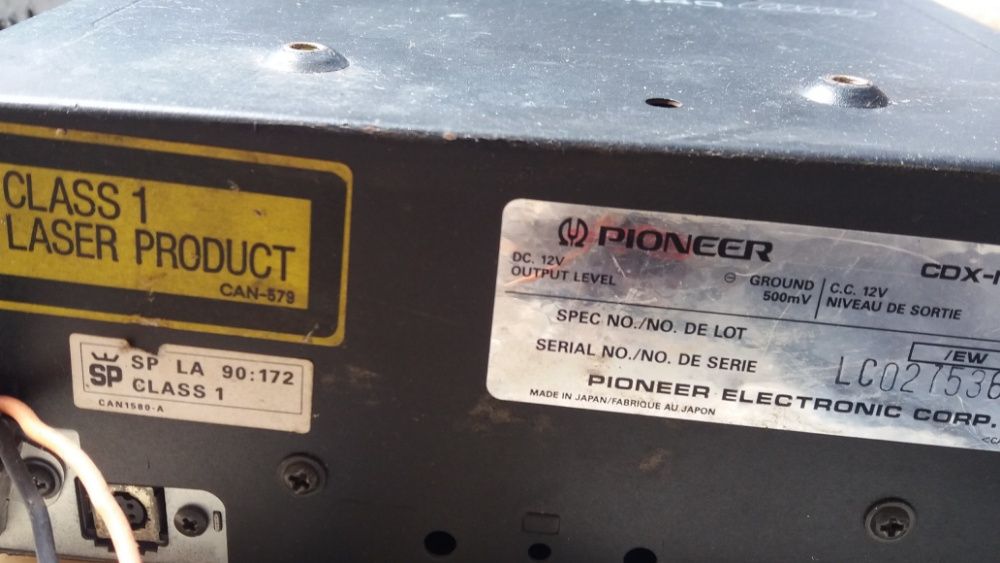 CLASS 1
LASER PRODUCT
CAN-579
SP
SP LA 90:172
CLASS 1
CAN1580-A
PIONEER
CDX-
DC. 12V
OUTPUT LEVEL
⊖ GROUND
500mV
C.C. 12V
NIVEAU DE SORTIE
SPEC NO./NO. DE LOT
/EW
SERIAL NO./NO. DE SERIE
LC027536
PIONEER ELECTRONIC CORP.
MADE IN JAPAN/FABRIQUE AU JAPON